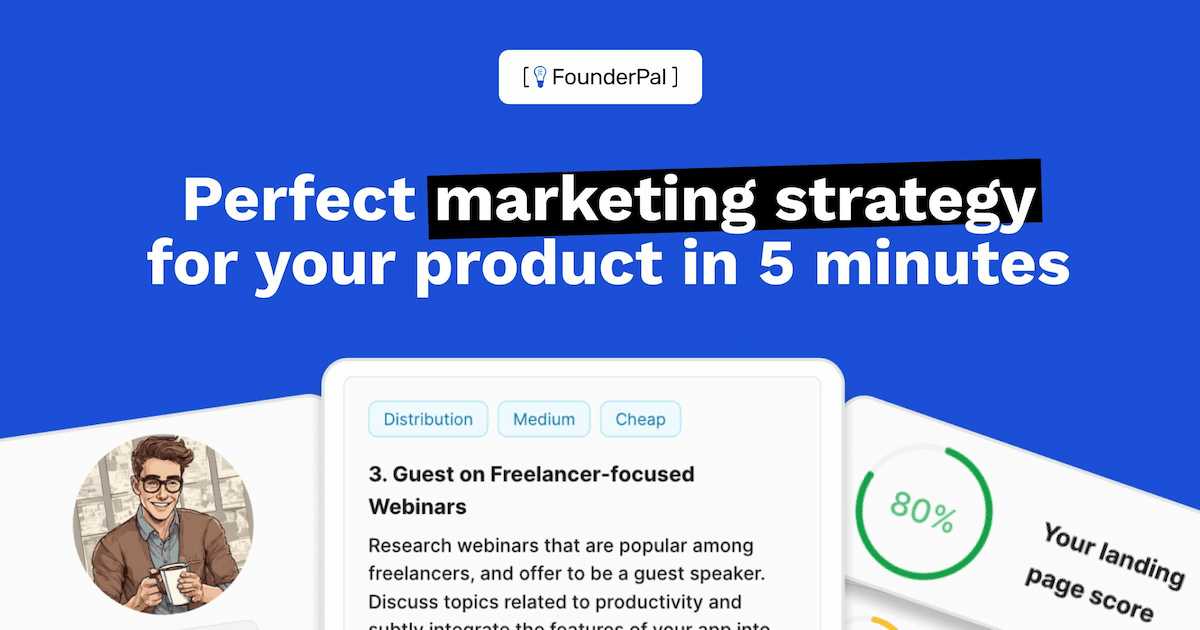 [FounderPal]
Perfect marketing strategy
for your product in 5 minutes
Distribution Medium Cheap
3. Guest on Freelancer-focused
Webinars
Research webinars that are popular among
freelancers, and offer to be a guest speaker.
Discuss topics related to productivity and
subtly integrate the features of your app into
80%
Your landing
page score